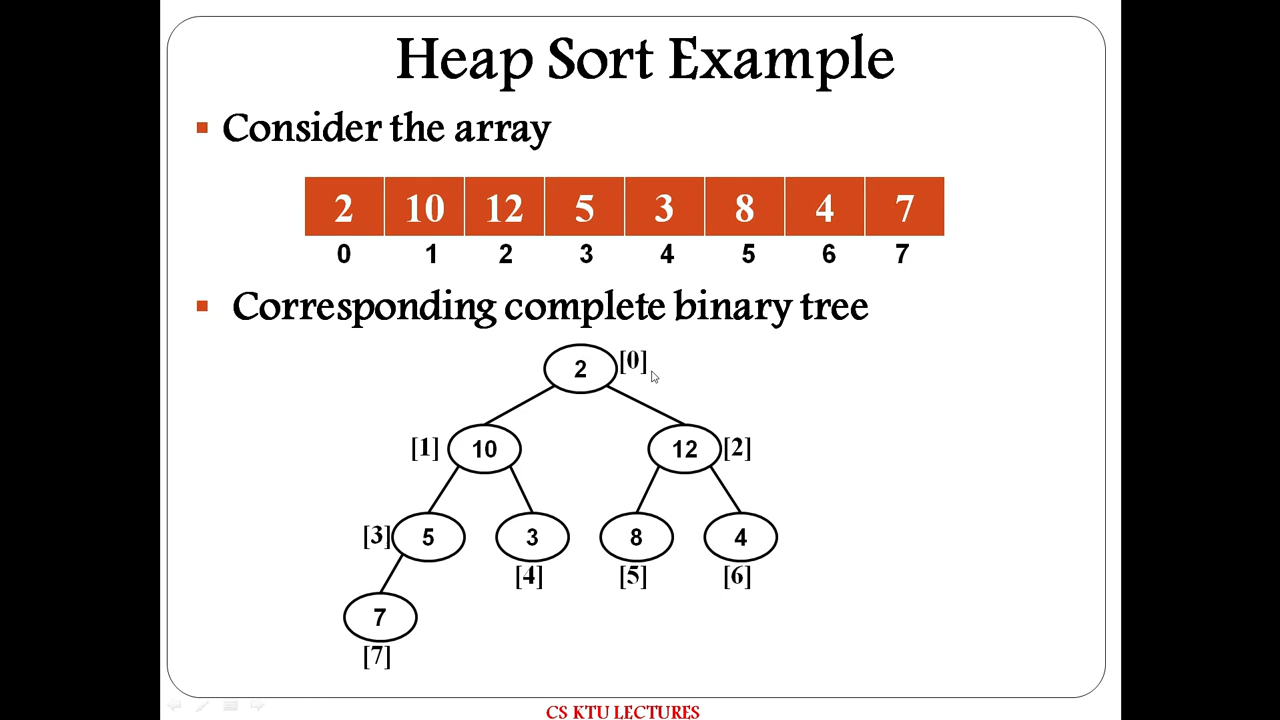 Heap Sort Example
Consider the array
2 10 12 5 3 8 4 7
0 1 2 3 4 5 6 7
Corresponding complete binary tree
2 [0]
[1] 10 12 [2]
[3] 5 3 8 4
[4] [5] [6]
7
[7]
CS KTU LECTURES